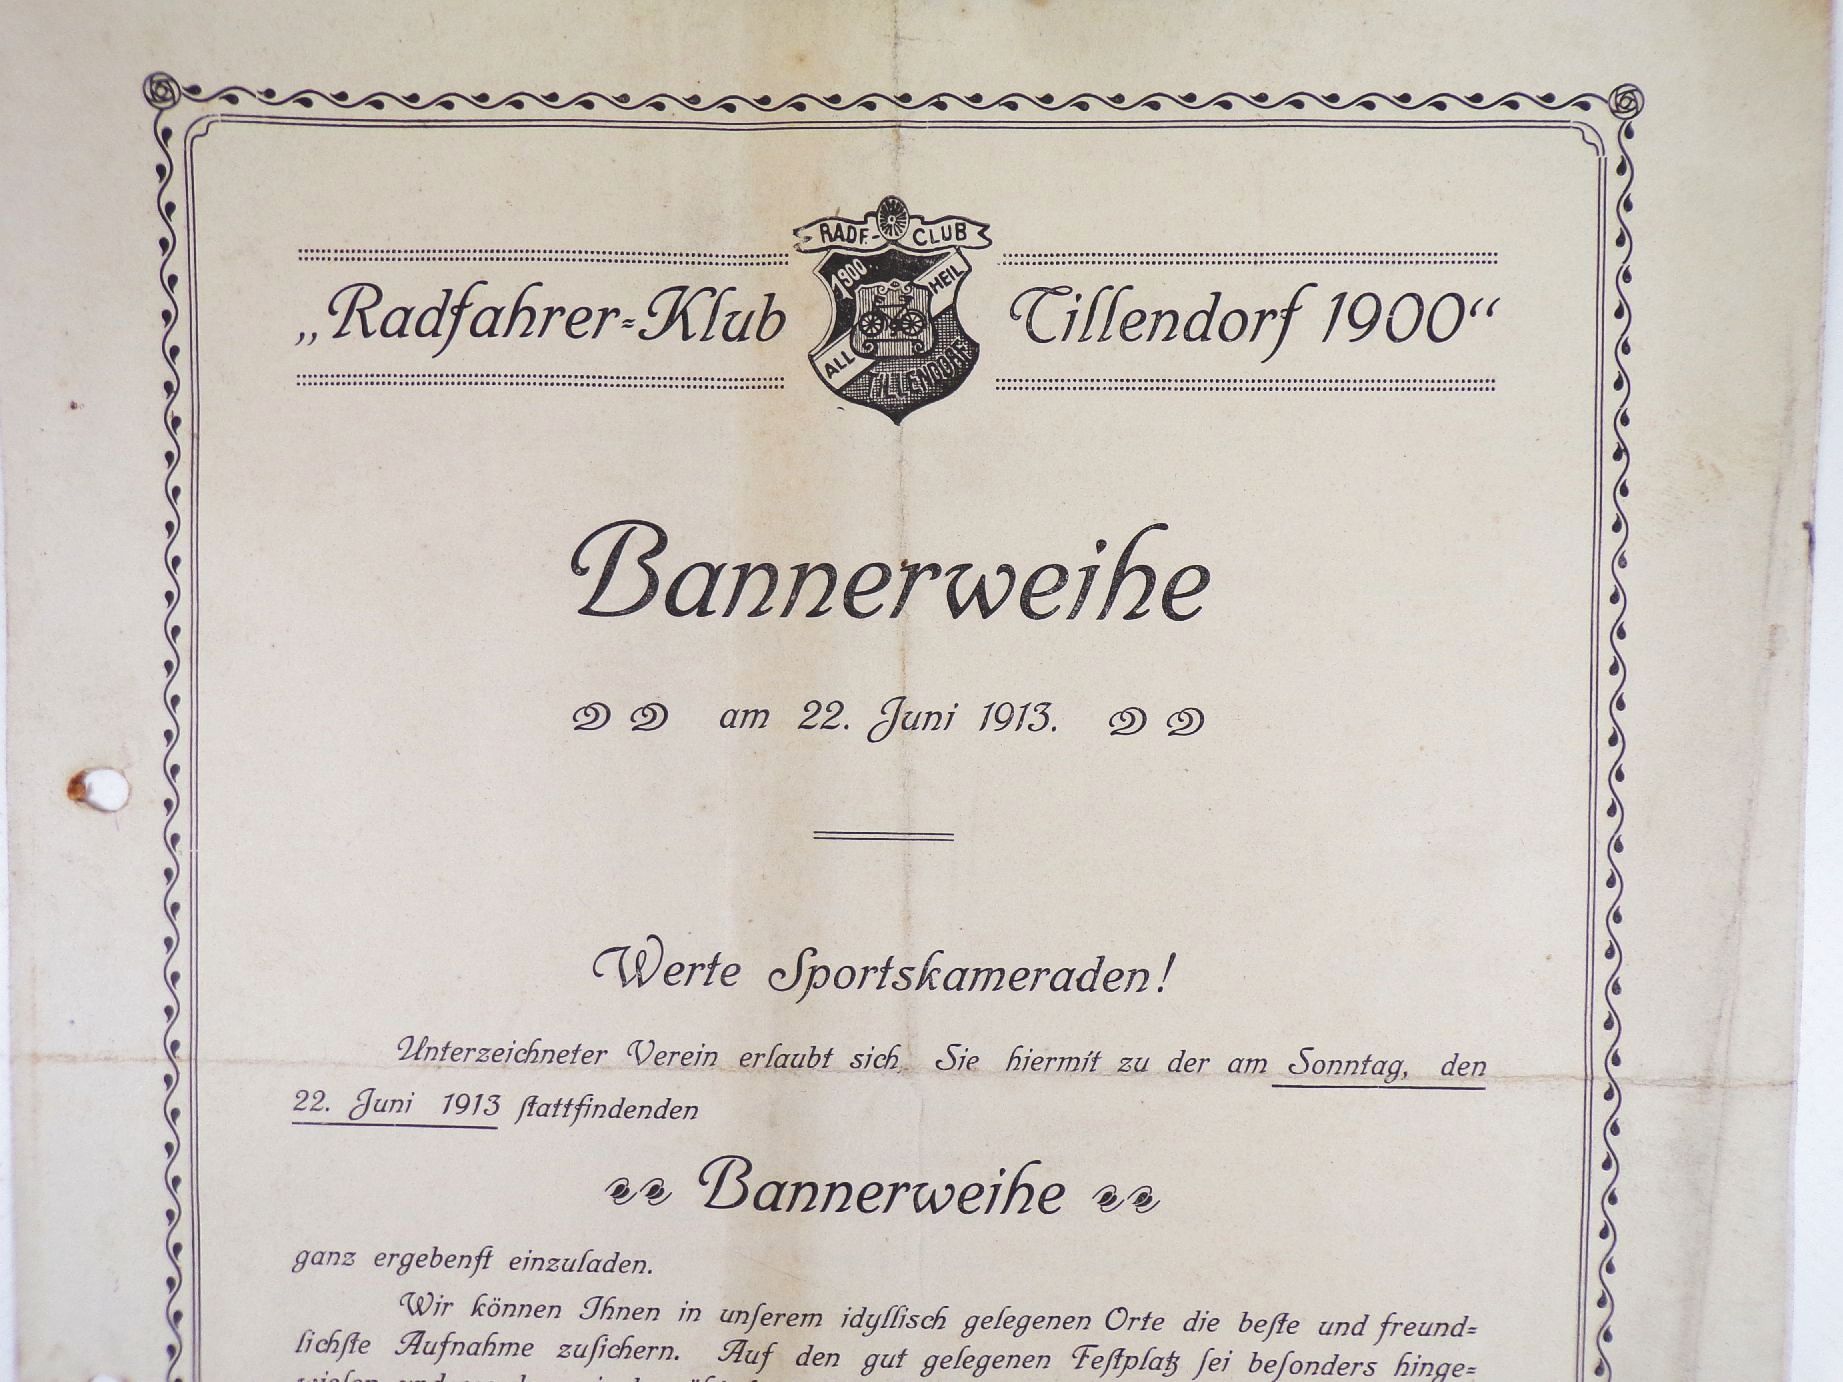 RADF.- CLUB
1900 HEIL
„Radfahrer-Klub Tillendorf 1900“
ALL TILLENDORF
Bannerweihe
am 22. Juni 1913.
Werte Sportskameraden!
Unterzeichneter Verein erlaubt sich, Sie hiermit zu der am Sonntag, den
22. Juni 1913 ſtattfindenden
Bannerweihe
ganz ergebenſt einzuladen.
Wir können Ihnen in unſerem idylliſch gelegenen Orte die beſte und freund-
lichſte Aufnahme zuſichern. Auf den gut gelegenen Feſtplatz ſei beſonders hinge-
wieſen und